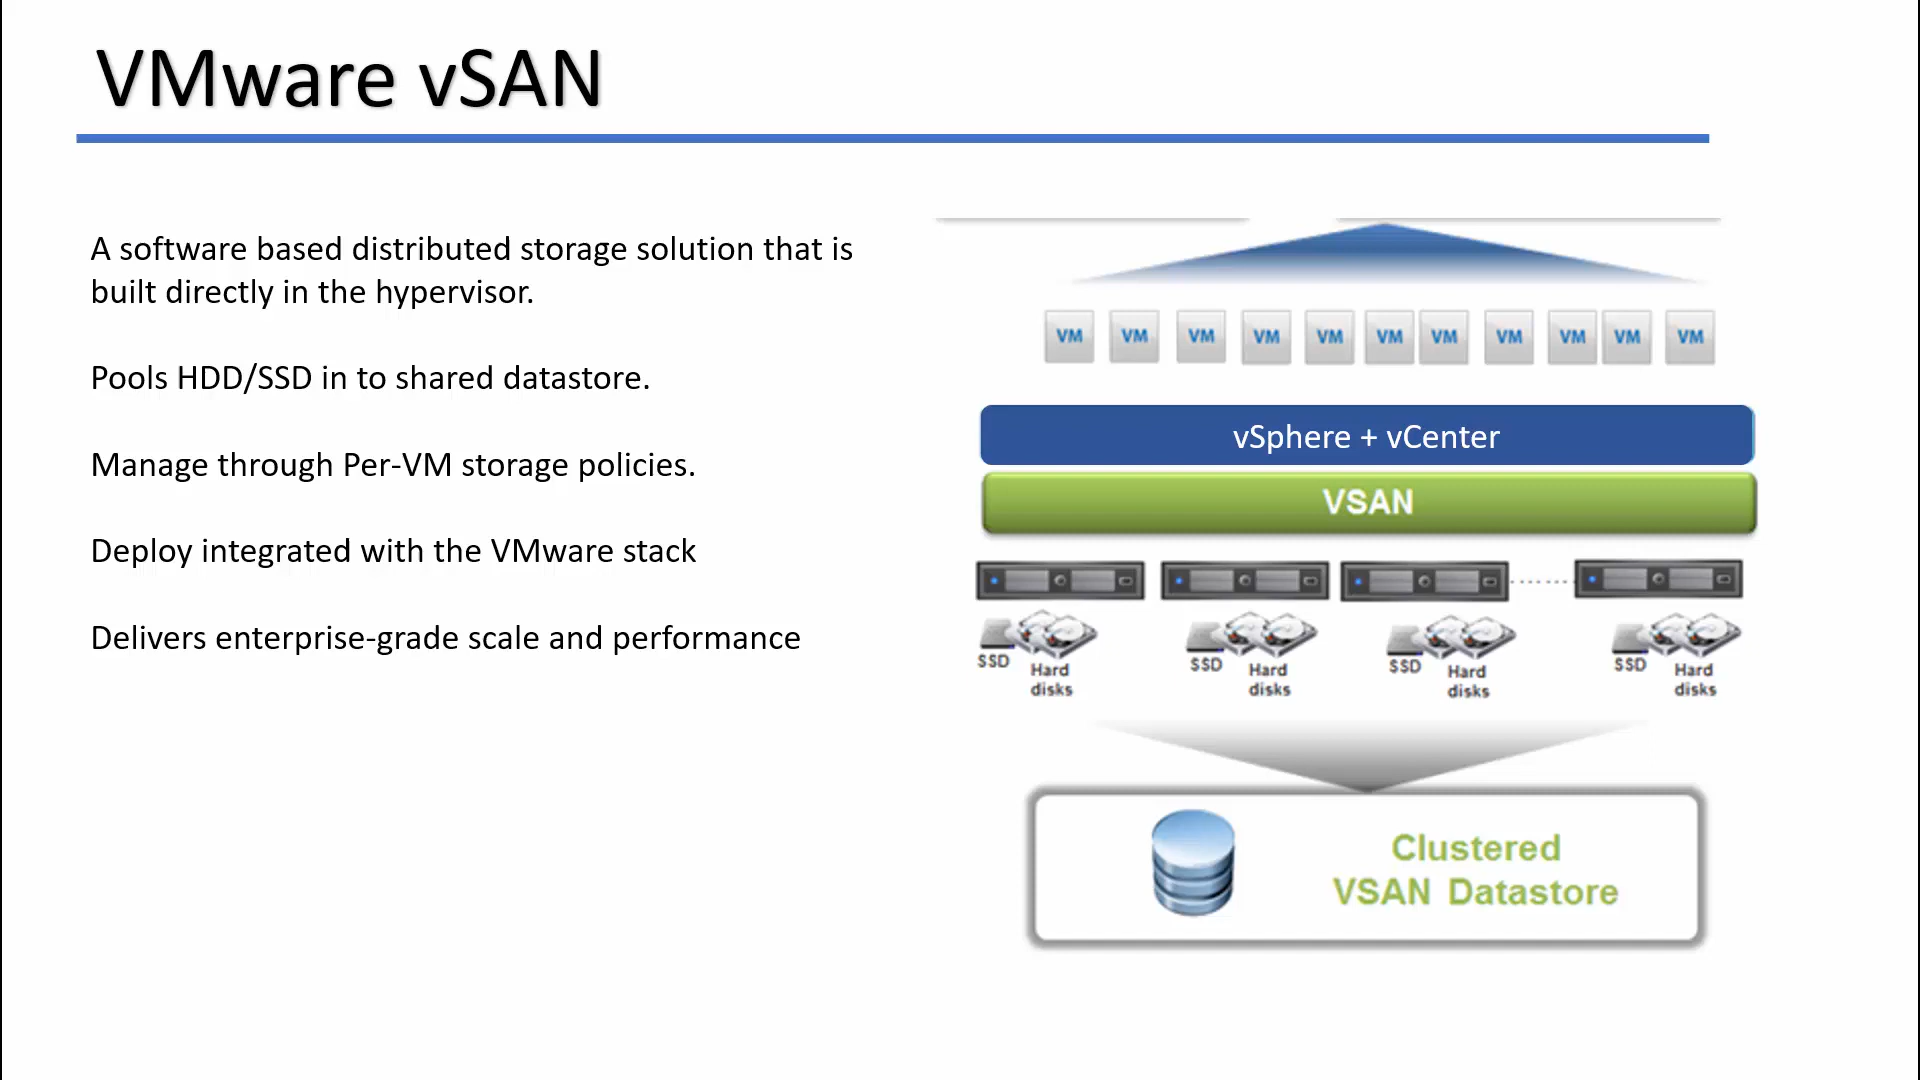 VMware vSAN
A software based distributed storage solution that is
built directly in the hypervisor.
Pools HDD/SSD in to shared datastore.
Manage through Per-VM storage policies.
Deploy integrated with the VMware stack
Delivers enterprise-grade scale and performance
VM VM VM VM VM VM VM VM VM VM VM
vSphere + vCenter
VSAN
SSD Hard disks SSD Hard disks SSD Hard disks SSD Hard disks
Clustered
VSAN Datastore